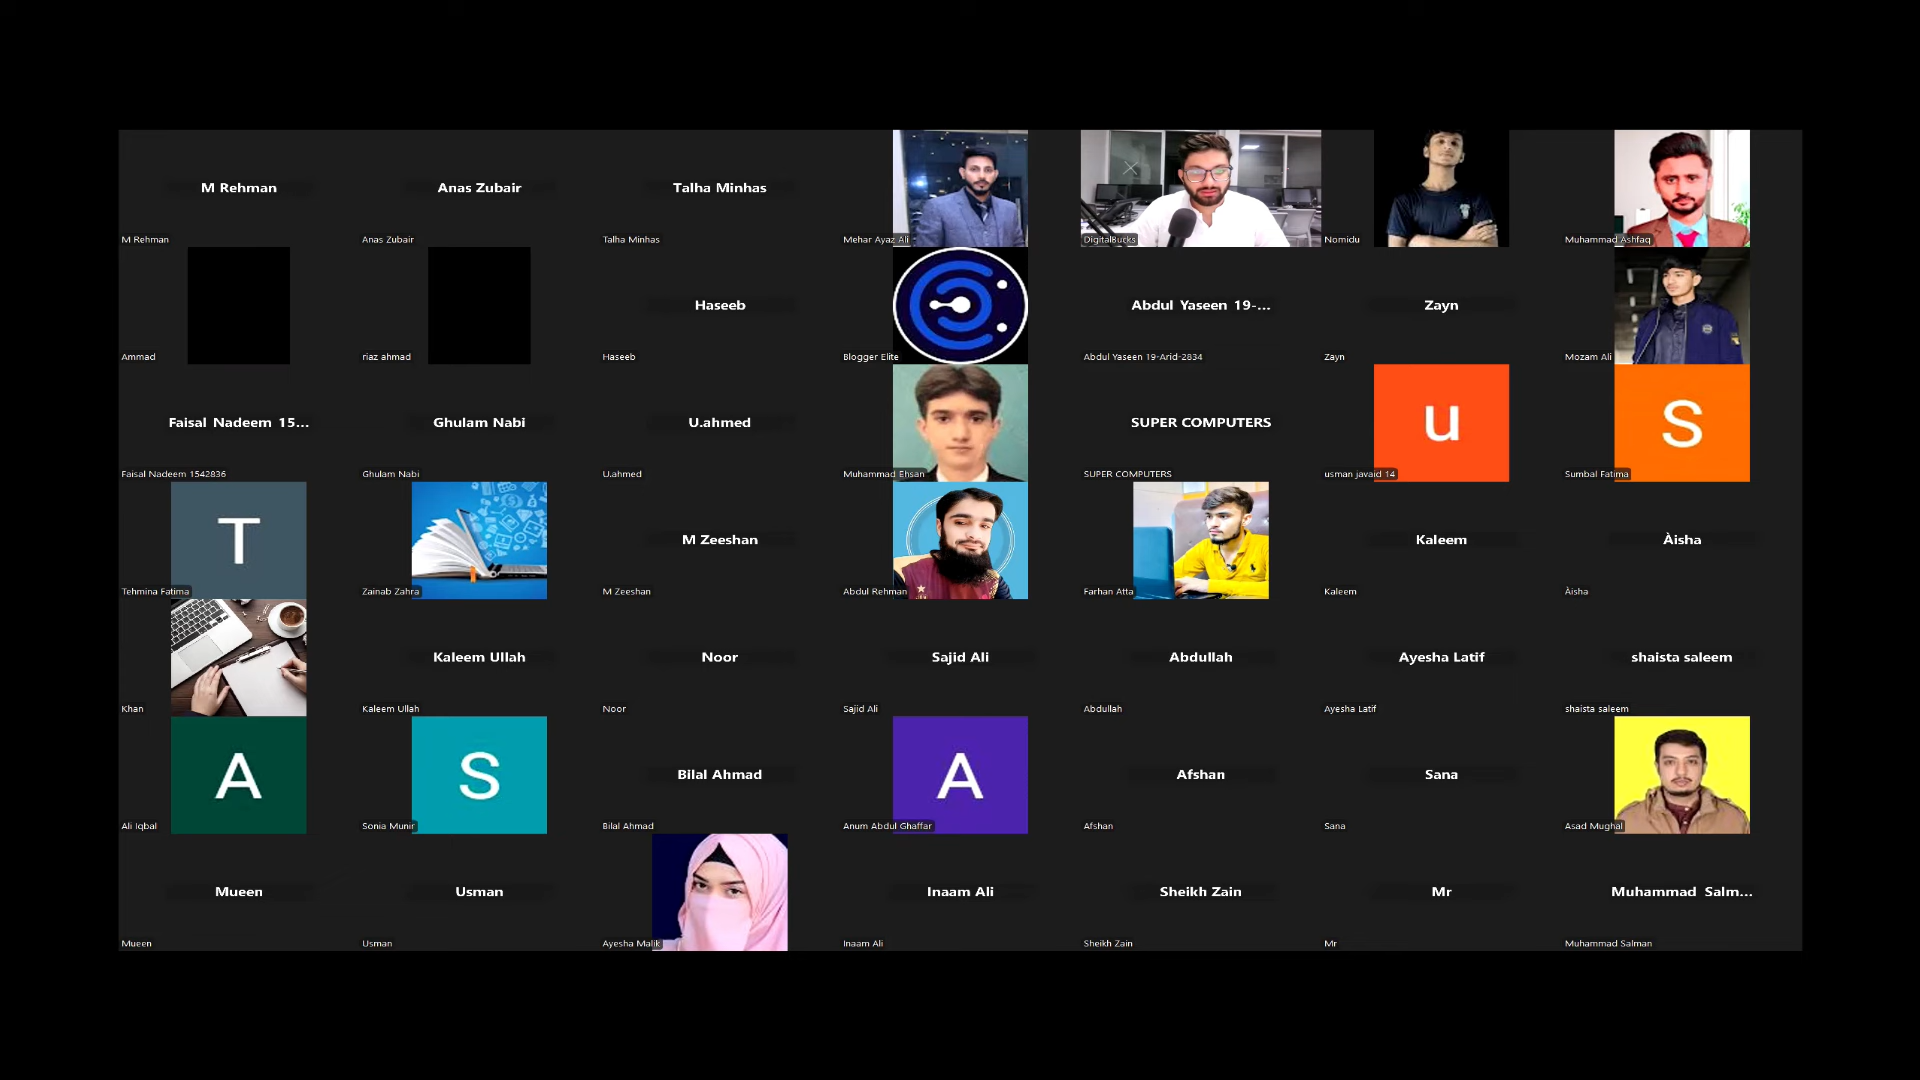 M Rehman
M Rehman
Anas Zubair
Anas Zubair
Talha Minhas
Talha Minhas
Mehar Ayaz Ali
DigitalBucks
Nomidu
Muhammad Ashfaq
Ammad
riaz ahmad
Haseeb
Haseeb
Blogger Elite
Abdul Yaseen 19-...
Abdul Yaseen 19-Arid-2834
Zayn
Zayn
Mozam Ali
Faisal Nadeem 15...
Faisal Nadeem 1542836
Ghulam Nabi
Ghulam Nabi
U.ahmed
U.ahmed
Muhammad Ehsan
SUPER COMPUTERS
SUPER COMPUTERS
u
usman javaid 14
S
Sumbal Fatima
T
Tehmina Fatima
Zainab Zahra
M Zeeshan
M Zeeshan
Abdul Rehman
Farhan Atta
Kaleem
Kaleem
Àisha
Àisha
Khan
Kaleem Ullah
Kaleem Ullah
Noor
Noor
Sajid Ali
Sajid Ali
Abdullah
Abdullah
Ayesha Latif
Ayesha Latif
shaista saleem
shaista saleem
A
Ali Iqbal
S
Sonia Munir
Bilal Ahmad
Bilal Ahmad
A
Anum Abdul Ghaffar
Afshan
Afshan
Sana
Sana
Asad Mughal
Mueen
Mueen
Usman
Usman
Ayesha Malik
Inaam Ali
Inaam Ali
Sheikh Zain
Sheikh Zain
Mr
Mr
Muhammad Salm...
Muhammad Salman